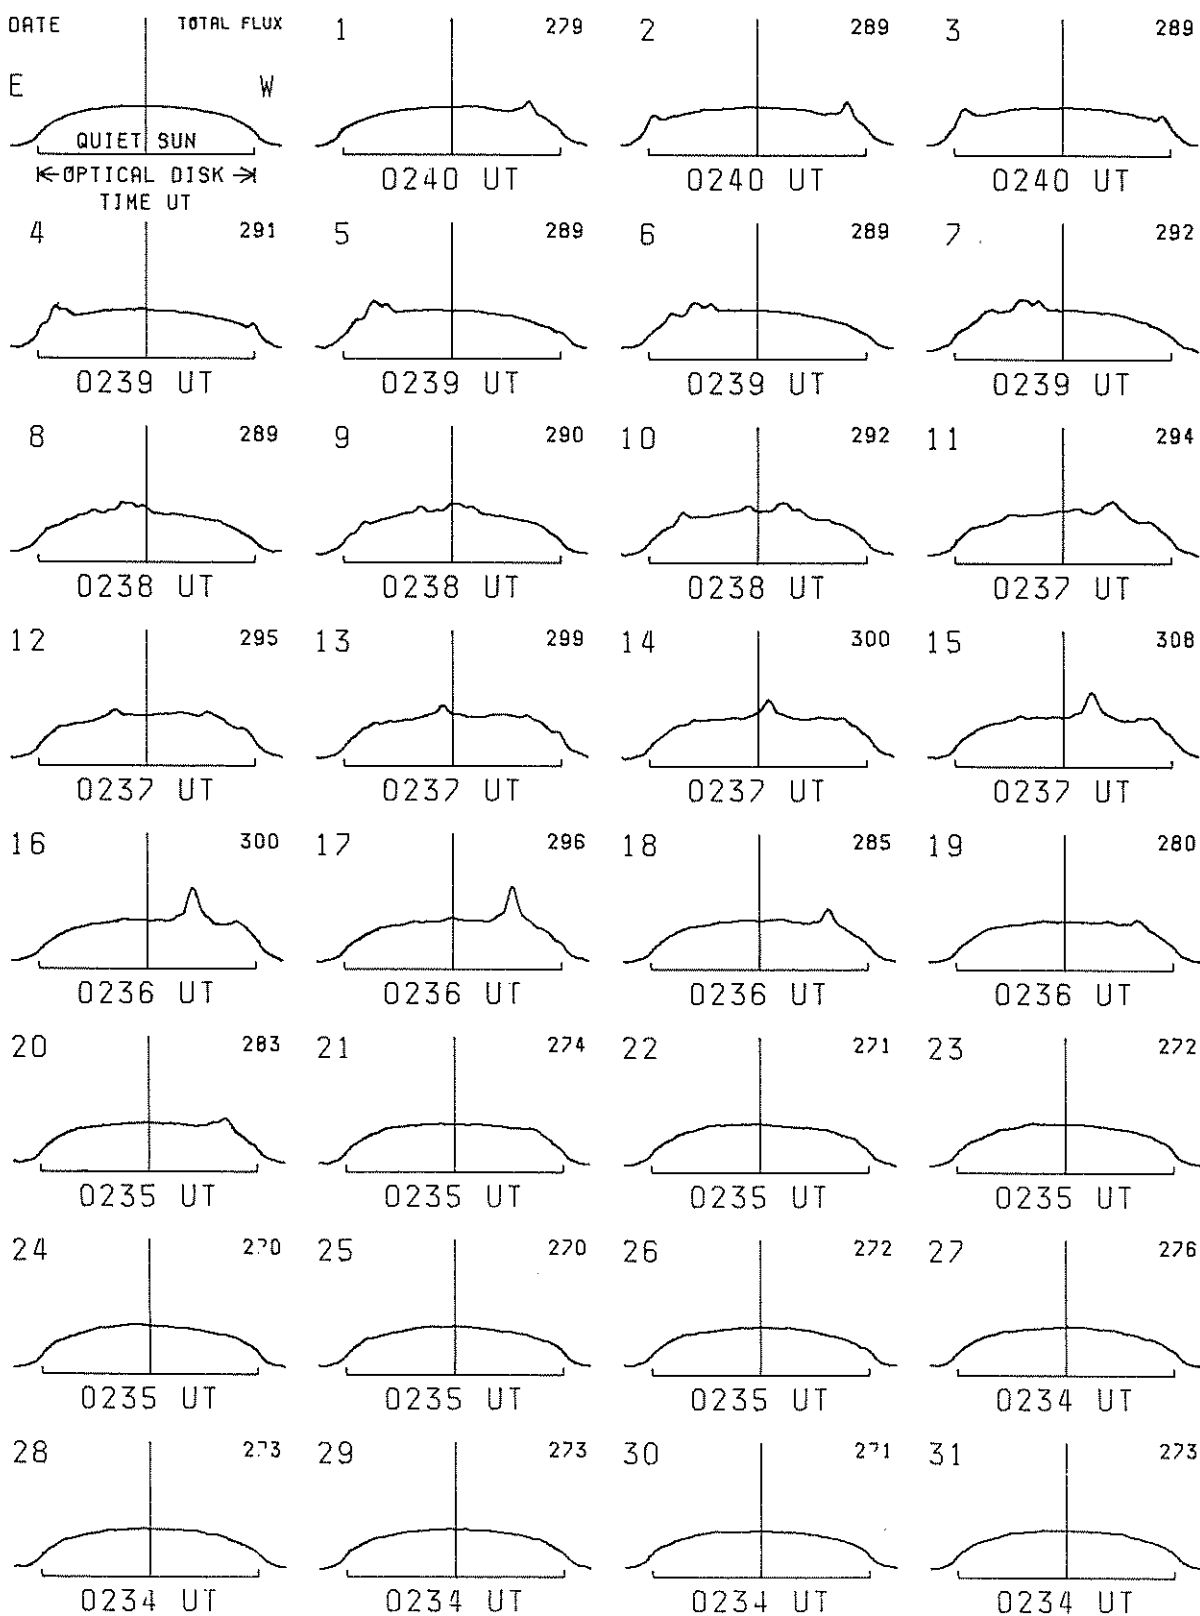 DATE TOTAL FLUX 1 279 2 289 3 289
E W
QUIET SUN
OPTICAL DISK 0240 UT 0240 UT 0240 UT
TIME UT
4 291 5 289 6 289 7 292
0239 UT 0239 UT 0239 UT 0239 UT
8 289 9 290 10 292 11 294
0238 UT 0238 UT 0238 UT 0237 UT
12 295 13 299 14 300 15 308
0237 UT 0237 UT 0237 UT 0237 UT
16 300 17 296 18 285 19 280
0236 UT 0236 UT 0236 UT 0236 UT
20 283 21 274 22 271 23 272
0235 UT 0235 UT 0235 UT 0235 UT
24 270 25 270 26 272 27 276
0235 UT 0235 UT 0235 UT 0234 UT
28 273 29 273 30 271 31 273
0234 UT 0234 UT 0234 UT 0234 UT